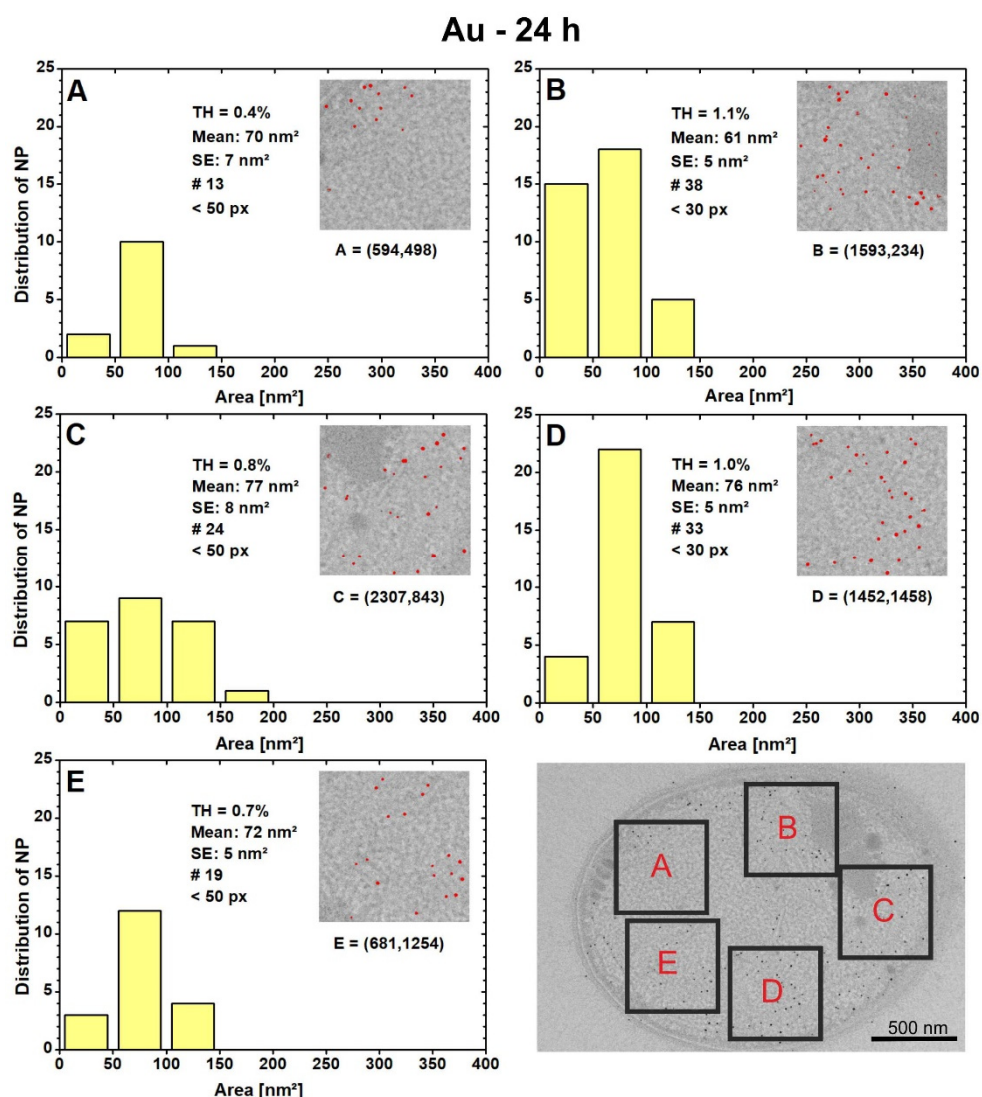 Au - 24 h
25
20
15
10
5
0
Distribution of NP
A
TH = 0.4%
Mean: 70 nm²
SE: 7 nm²
# 13
< 50 px
A = (594,498)
0 50 100 150 200 250 300 350 400
Area [nm²]
25
20
15
10
5
0
B
TH = 1.1%
Mean: 61 nm²
SE: 5 nm²
# 38
< 30 px
B = (1593,234)
0 50 100 150 200 250 300 350 400
Area [nm²]
25
20
15
10
5
0
Distribution of NP
C
TH = 0.8%
Mean: 77 nm²
SE: 8 nm²
# 24
< 50 px
C = (2307,843)
0 50 100 150 200 250 300 350 400
Area [nm²]
25
20
15
10
5
0
D
TH = 1.0%
Mean: 76 nm²
SE: 5 nm²
# 33
< 30 px
D = (1452,1458)
0 50 100 150 200 250 300 350 400
Area [nm²]
25
20
15
10
5
0
Distribution of NP
E
TH = 0.7%
Mean: 72 nm²
SE: 5 nm²
# 19
< 50 px
E = (681,1254)
0 50 100 150 200 250 300 350 400
Area [nm²]
B
A
C
E
D
500 nm